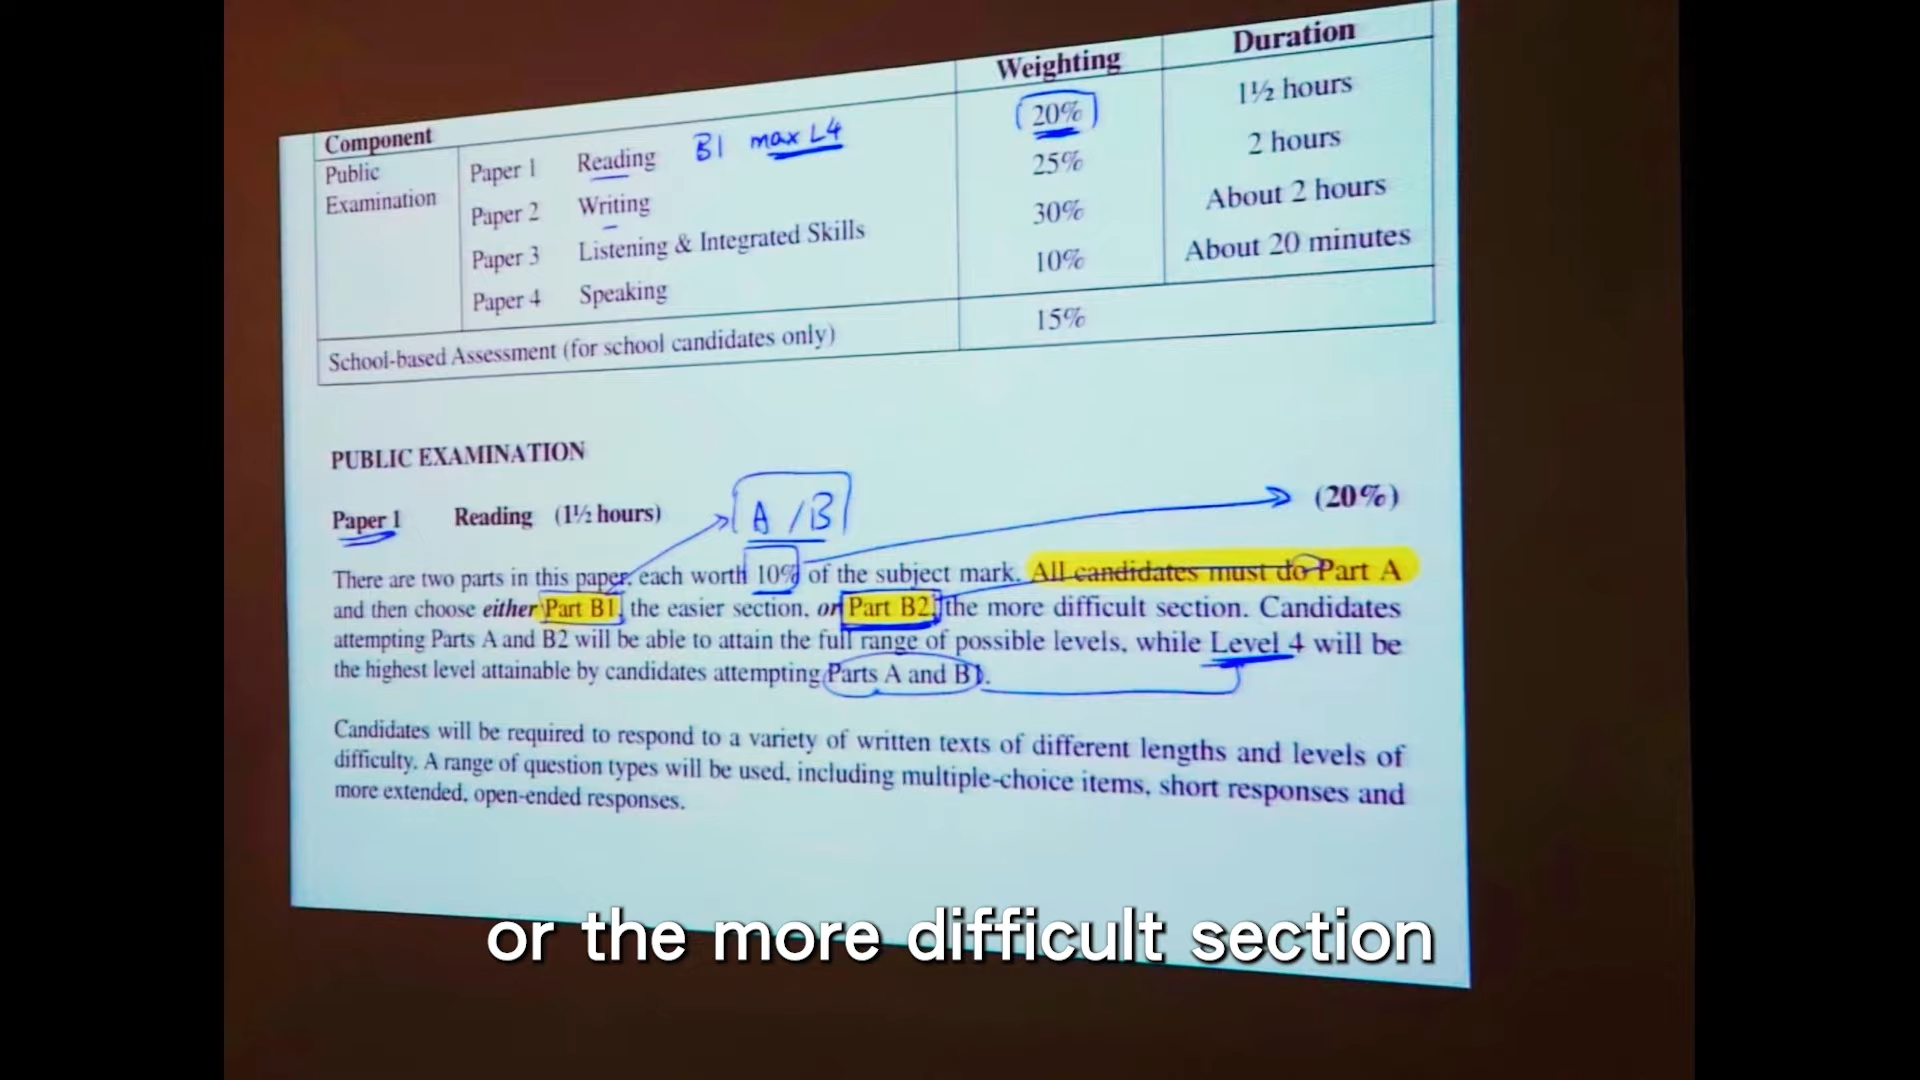 Component Weighting Duration
Public Examination Paper 1 Reading B1 max L4 20% 1½ hours
Paper 2 Writing 25% 2 hours
Paper 3 Listening & Integrated Skills 30% About 2 hours
Paper 4 Speaking 10% About 20 minutes
School-based Assessment (for school candidates only) 15%
PUBLIC EXAMINATION
Paper 1 Reading (1½ hours) A / B (20%)
There are two parts in this paper, each worth 10% of the subject mark. All candidates must do Part A
and then choose either Part B1, the easier section, or Part B2, the more difficult section. Candidates
attempting Parts A and B2 will be able to attain the full range of possible levels, while Level 4 will be
the highest level attainable by candidates attempting Parts A and B1.
Candidates will be required to respond to a variety of written texts of different lengths and levels of
difficulty. A range of question types will be used, including multiple-choice items, short responses and
more extended, open-ended responses.
or the more difficult section